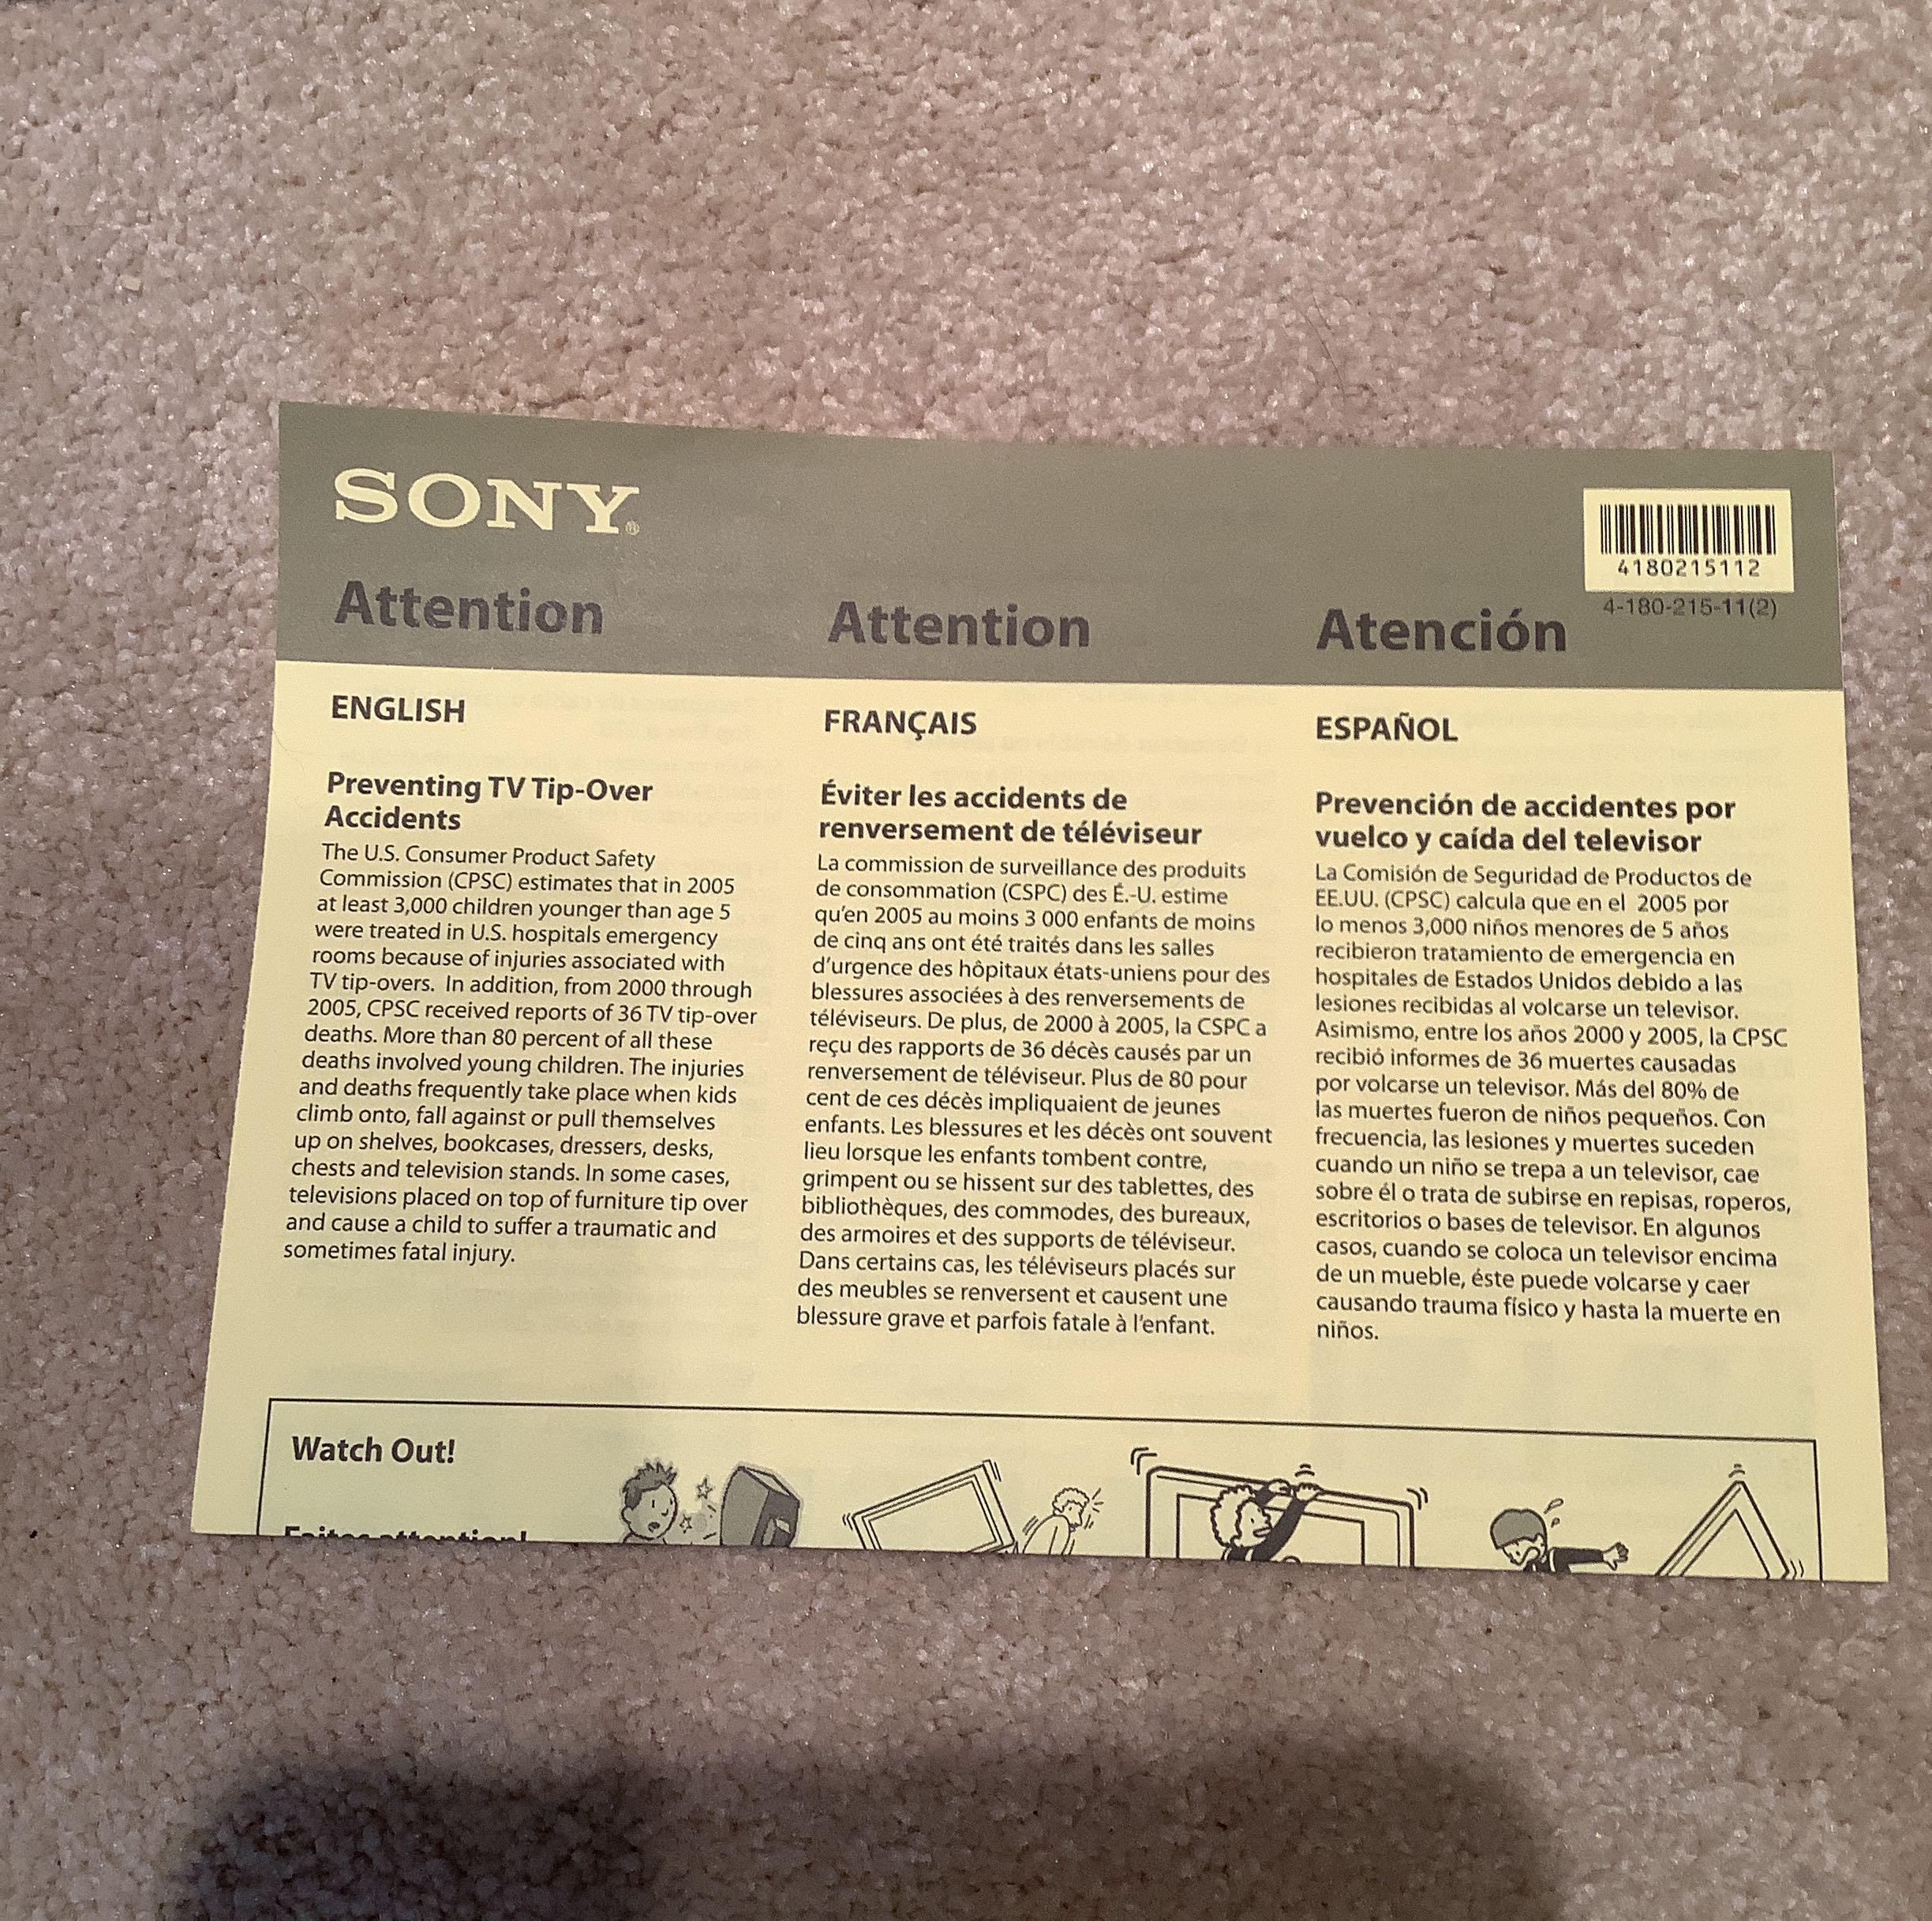 SONY®
4180215112
4-180-215-11(2)
Attention
Attention
Atención
ENGLISH
Preventing TV Tip-Over
Accidents
The U.S. Consumer Product Safety
Commission (CPSC) estimates that in 2005
at least 3,000 children younger than age 5
were treated in U.S. hospitals emergency
rooms because of injuries associated with
TV tip-overs. In addition, from 2000 through
2005, CPSC received reports of 36 TV tip-over
deaths. More than 80 percent of all these
deaths involved young children. The injuries
and deaths frequently take place when kids
climb onto, fall against or pull themselves
up on shelves, bookcases, dressers, desks,
chests and television stands. In some cases,
televisions placed on top of furniture tip over
and cause a child to suffer a traumatic and
sometimes fatal injury.
FRANÇAIS
Éviter les accidents de
renversement de téléviseur
La commission de surveillance des produits
de consommation (CSPC) des É.-U. estime
qu'en 2005 au moins 3 000 enfants de moins
de cinq ans ont été traités dans les salles
d'urgence des hôpitaux états-uniens pour des
blessures associées à des renversements de
téléviseurs. De plus, de 2000 à 2005, la CSPC a
reçu des rapports de 36 décès causés par un
renversement de téléviseur. Plus de 80 pour
cent de ces décès impliquaient de jeunes
enfants. Les blessures et les décès ont souvent
lieu lorsque les enfants tombent contre,
grimpent ou se hissent sur des tablettes, des
bibliothèques, des commodes, des bureaux,
des armoires et des supports de téléviseur.
Dans certains cas, les téléviseurs placés sur
des meubles se renversent et causent une
blessure grave et parfois fatale à l'enfant.
ESPAÑOL
Prevención de accidentes por
vuelco y caída del televisor
La Comisión de Seguridad de Productos de
EE.UU. (CPSC) calcula que en el 2005 por
lo menos 3,000 niños menores de 5 años
recibieron tratamiento de emergencia en
hospitales de Estados Unidos debido a las
lesiones recibidas al volcarse un televisor.
Asimismo, entre los años 2000 y 2005, la CPSC
recibió informes de 36 muertes causadas
por volcarse un televisor. Más del 80% de
las muertes fueron de niños pequeños. Con
frecuencia, las lesiones y muertes suceden
cuando un niño se trepa a un televisor, cae
sobre él o trata de subirse en repisas, roperos,
escritorios o bases de televisor. En algunos
casos, cuando se coloca un televisor encima
de un mueble, éste puede volcarse y caer
causando trauma físico y hasta la muerte en
niños.
Watch Out!
Faites attention!